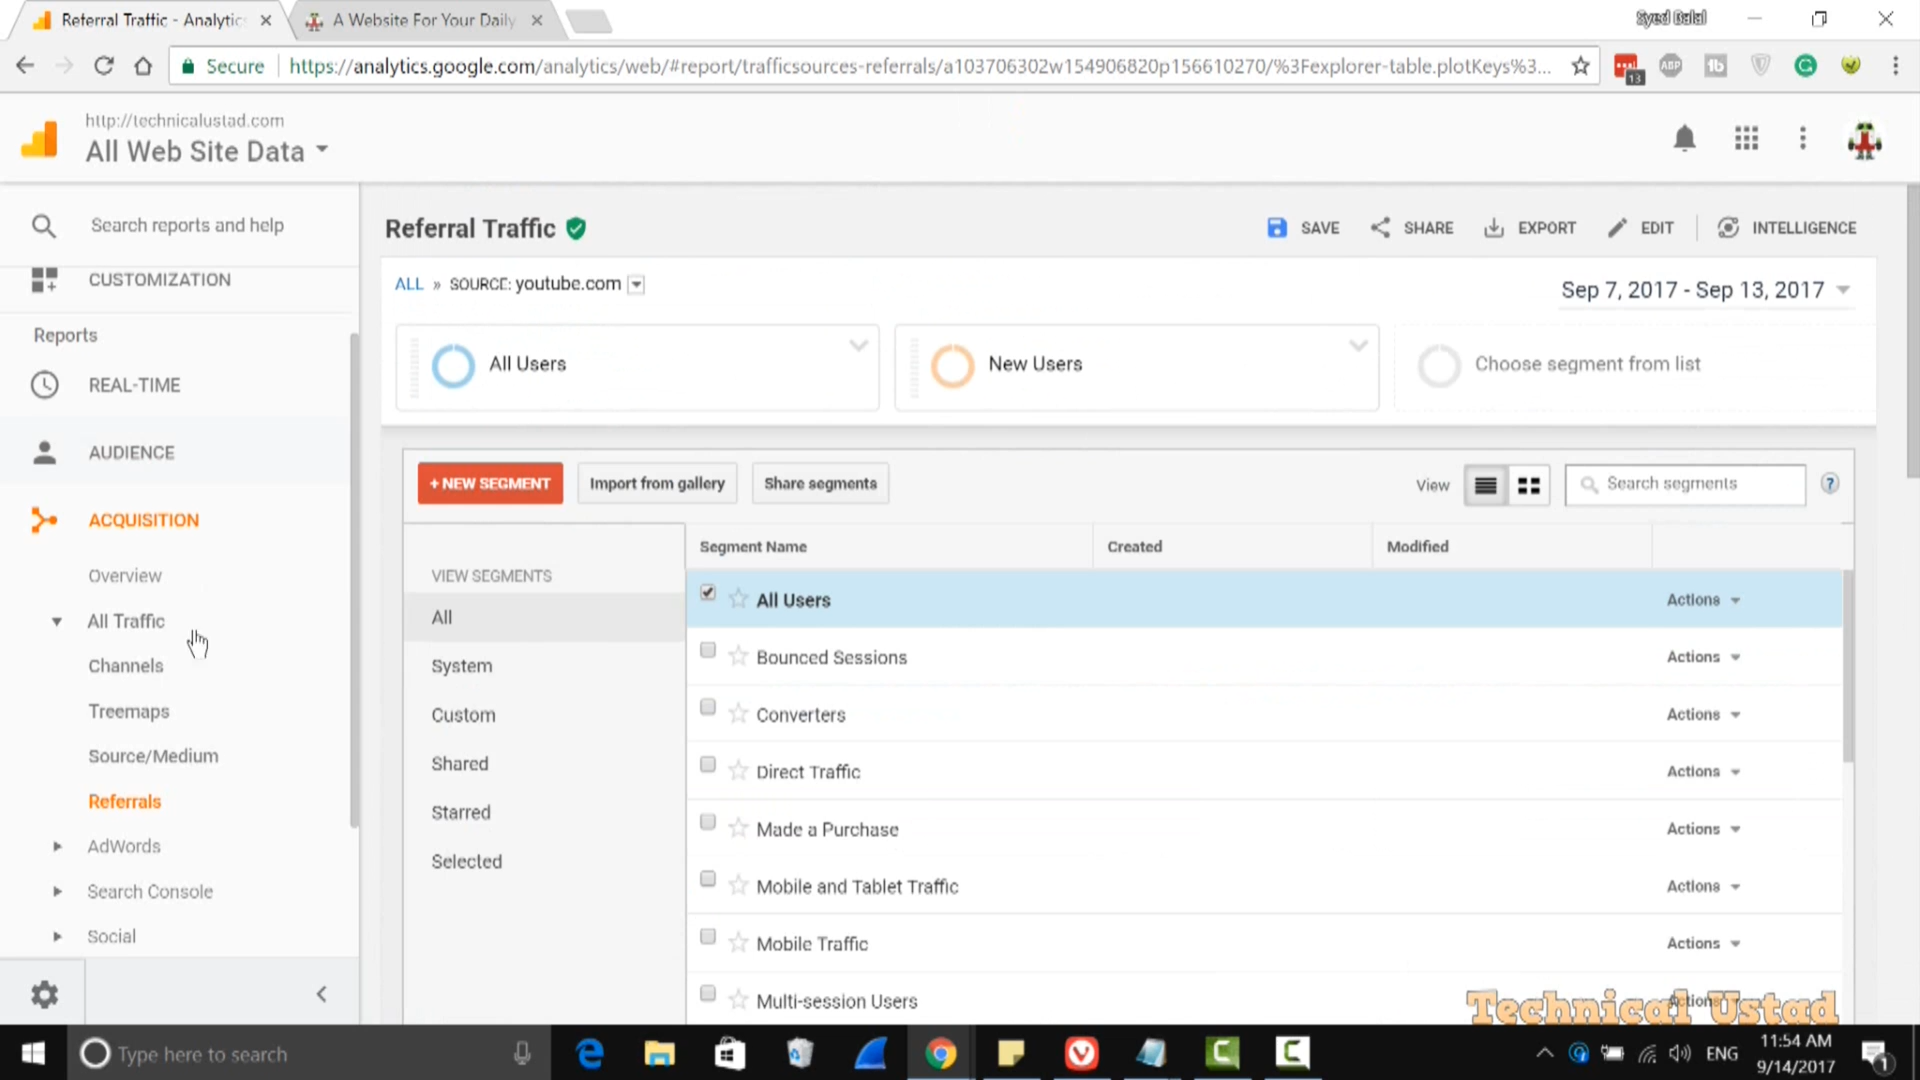 Referral Traffic - Analytics
A Website For Your Daily
Syed Balal
Secure
https://analytics.google.com/analytics/web/#report/trafficsources-referrals/a103706302w154906820p156610270/%3Fexplorer-table.plotKeys%3...
13
ABP
http://technicalustad.com
All Web Site Data
Search reports and help
CUSTOMIZATION
Reports
REAL-TIME
AUDIENCE
ACQUISITION
Overview
All Traffic
Channels
Treemaps
Source/Medium
Referrals
AdWords
Search Console
Social
Referral Traffic
SAVE
SHARE
EXPORT
EDIT
INTELLIGENCE
ALL » SOURCE: youtube.com
Sep 7, 2017 - Sep 13, 2017
All Users
New Users
Choose segment from list
+ NEW SEGMENT
Import from gallery
Share segments
View
Search segments
?
VIEW SEGMENTS
All
System
Custom
Shared
Starred
Selected
Segment Name
Created
Modified
All Users
Actions
Bounced Sessions
Actions
Converters
Actions
Direct Traffic
Actions
Made a Purchase
Actions
Mobile and Tablet Traffic
Actions
Mobile Traffic
Actions
Multi-session Users
Actions
Technical Ustad
Type here to search
ENG
11:54 AM
9/14/2017
1